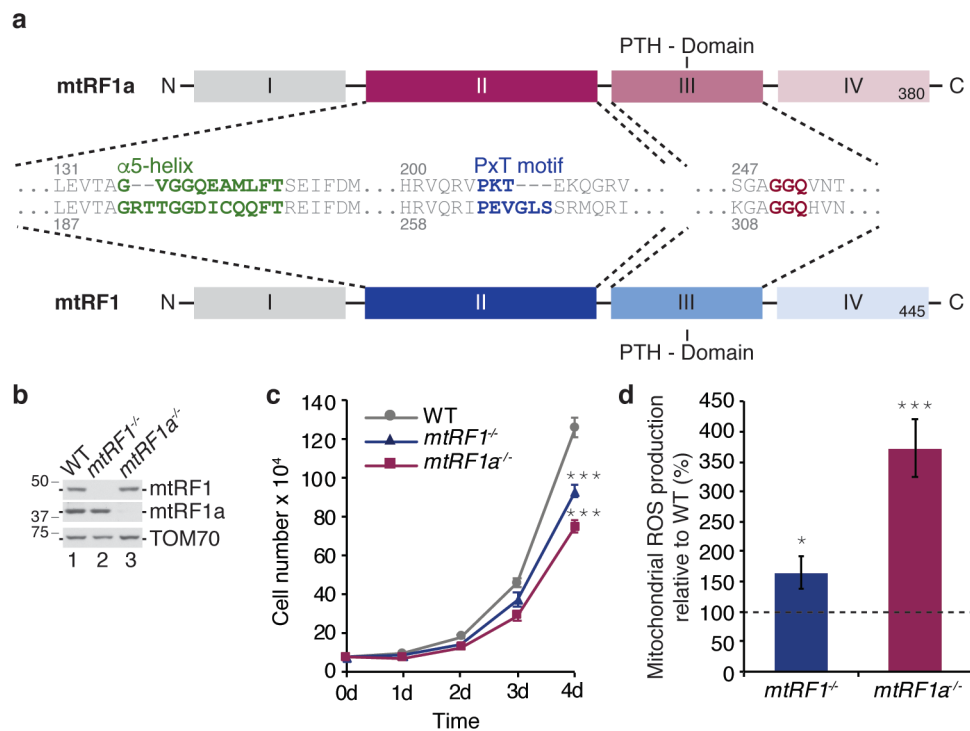 a
PTH - Domain
mtRF1a N I II III IV 380 C
131 α5-helix 200 PxT motif 247
...LEVTAG--VGGQEAMLFTSEIFDM...HRVQRVPKT---EKQGRV... ...SGAGGQVNT...
...LEVTAGRTTGGDICQQFTREIFDM...HRVQRIPEVGLSSRMQRI... ...KGAGGQHVN...
187 258 308
mtRF1 N I II III IV 445 C
PTH - Domain
b
WT mtRF1-/- mtRF1a-/-
50 mtRF1
37 mtRF1a
75 TOM70
1 2 3
c
WT
mtRF1-/-
mtRF1a-/-
Cell number x 10⁴
140
120
100
80
60
40
20
0
***
***
0d 1d 2d 3d 4d
Time
d
Mitochondrial ROS production
relative to WT (%)
450
400
350
300
250
200
150
100
50
0
*
***
mtRF1-/- mtRF1a-/-